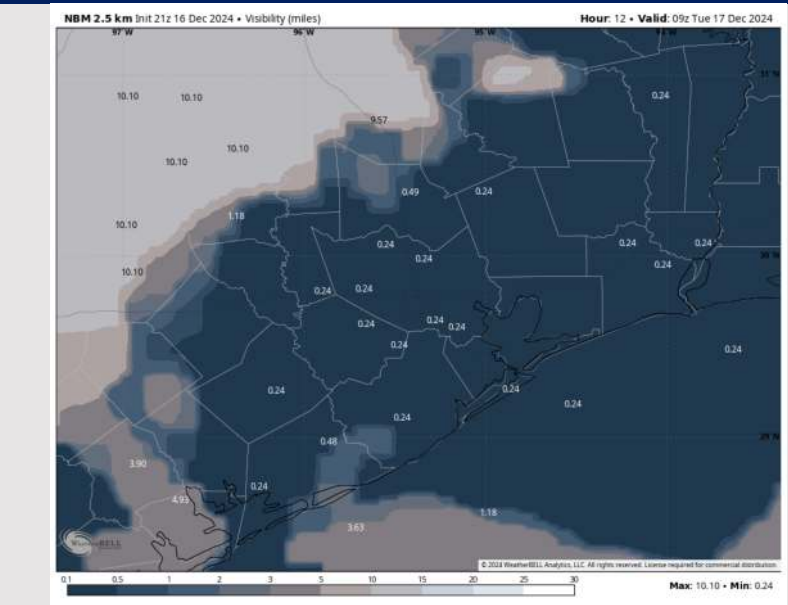 NBM 2.5 km Init 21z 16 Dec 2024 • Visibility (miles)
Hour: 12 • Valid: 09z Tue 17 Dec 2024
97°W 96°W 95°W 94°W
31°N
10.10 10.10 0.24
9.57
10.10
10.10
0.49 0.24
1.18
10.10
0.24 0.24 0.24
30°N
0.24 0.24
10.10
0.24 0.24
0.24 0.24 0.24
0.24
0.24
0.24 0.24
0.24
0.24
0.48 29°N
3.90
0.24
4.93
1.18
3.63
WeatherBELL
© 2024 WeatherBELL Analytics, LLC. All rights reserved. License required for commercial distribution.
0.1 0.5 1 2 3 5 10 15 20 25 30
Max: 10.10 • Min: 0.24